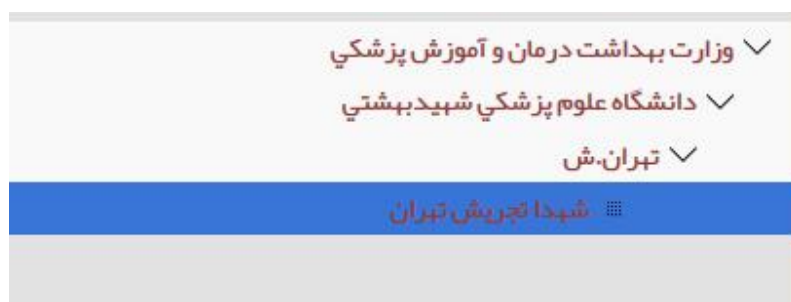 وزارت بهداشت درمان و آموزش پزشكي
دانشگاه علوم پزشكي شهيدبهشتي
تهران.ش
شهدا تجريش تهران